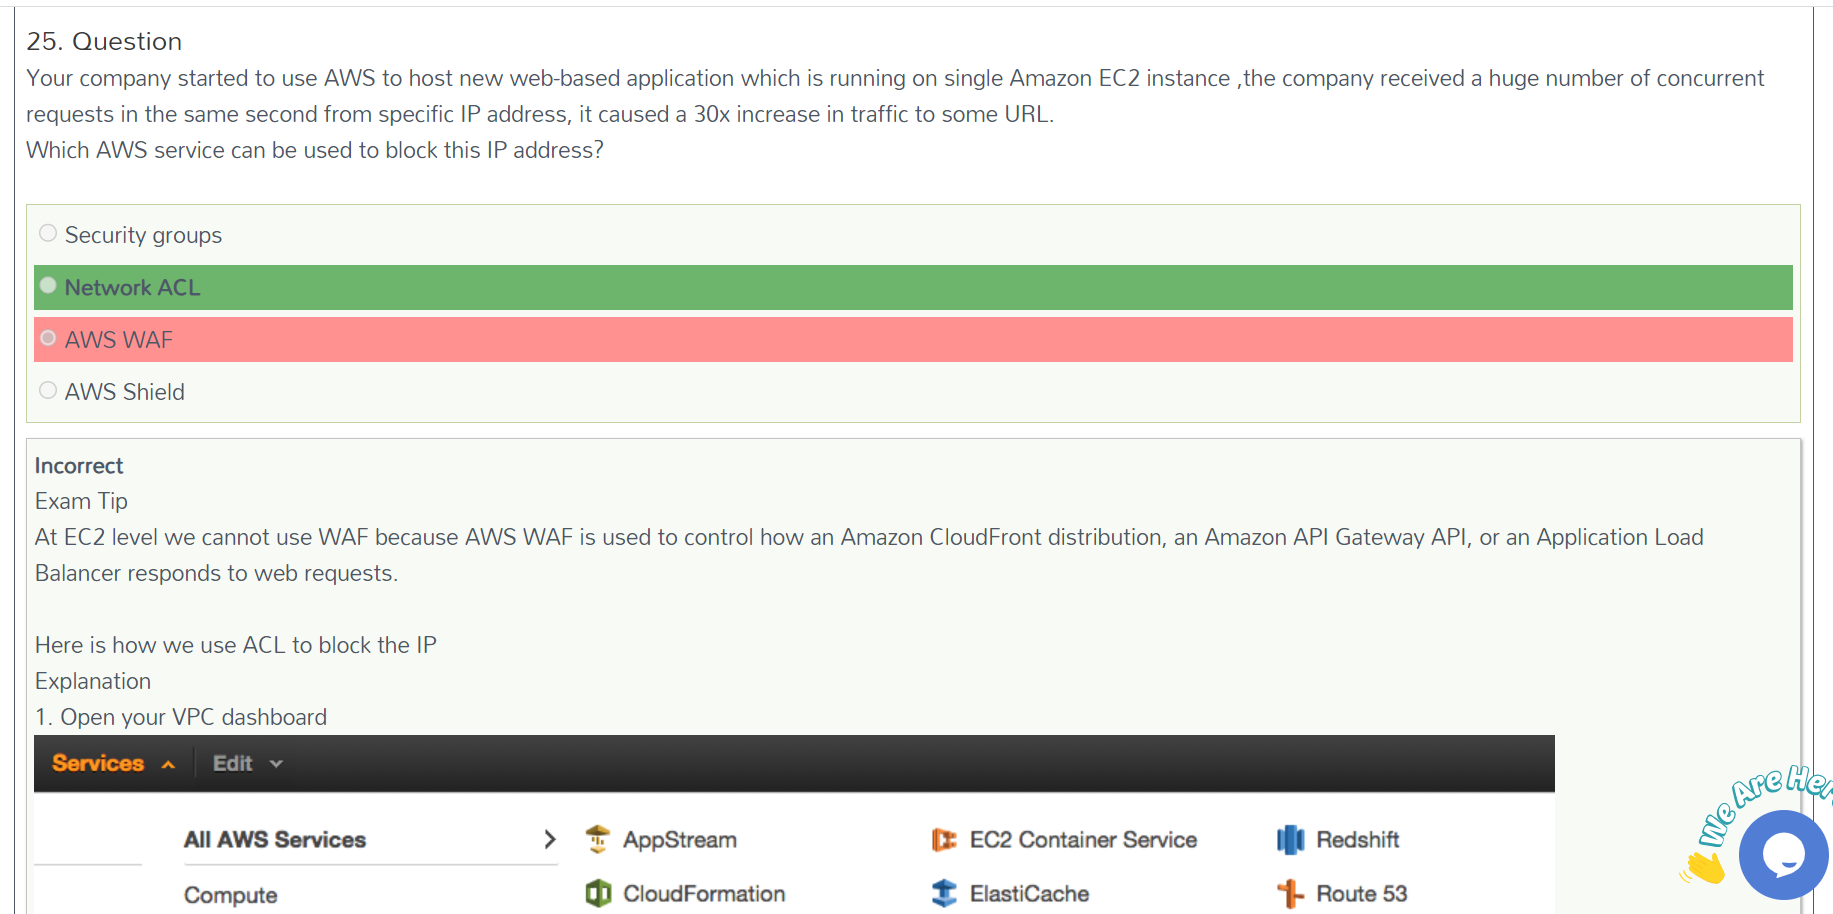 25. Question
Your company started to use AWS to host new web-based application which is running on single Amazon EC2 instance ,the company received a huge number of concurrent
requests in the same second from specific IP address, it caused a 30x increase in traffic to some URL.
Which AWS service can be used to block this IP address?
Security groups
Network ACL
AWS WAF
AWS Shield
Incorrect
Exam Tip
At EC2 level we cannot use WAF because AWS WAF is used to control how an Amazon CloudFront distribution, an Amazon API Gateway API, or an Application Load
Balancer responds to web requests.
Here is how we use ACL to block the IP
Explanation
1. Open your VPC dashboard
Services Edit
All AWS Services AppStream EC2 Container Service Redshift
Compute CloudFormation ElastiCache Route 53
We Are